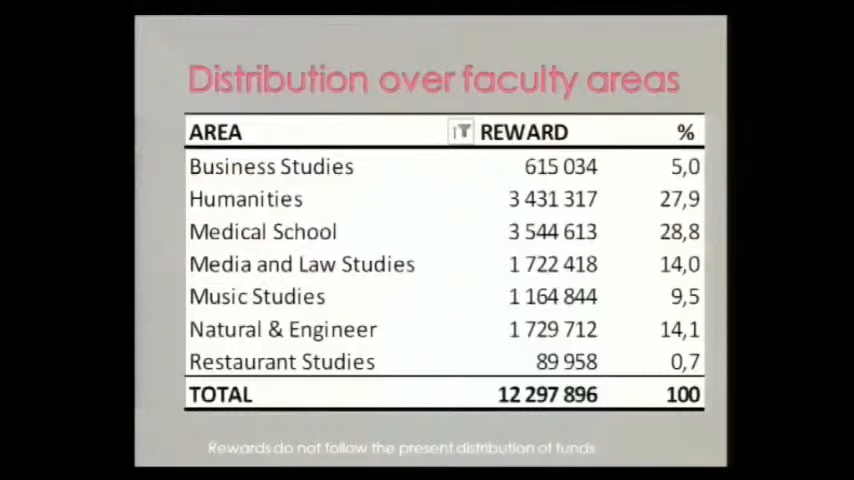 Distribution over faculty areas
AREA REWARD %
Business Studies 615 034 5,0
Humanities 3 431 317 27,9
Medical School 3 544 613 28,8
Media and Law Studies 1 722 418 14,0
Music Studies 1 164 844 9,5
Natural & Engineer 1 729 712 14,1
Restaurant Studies 89 958 0,7
TOTAL 12 297 896 100
Rewards do not follow the present distribution of funds